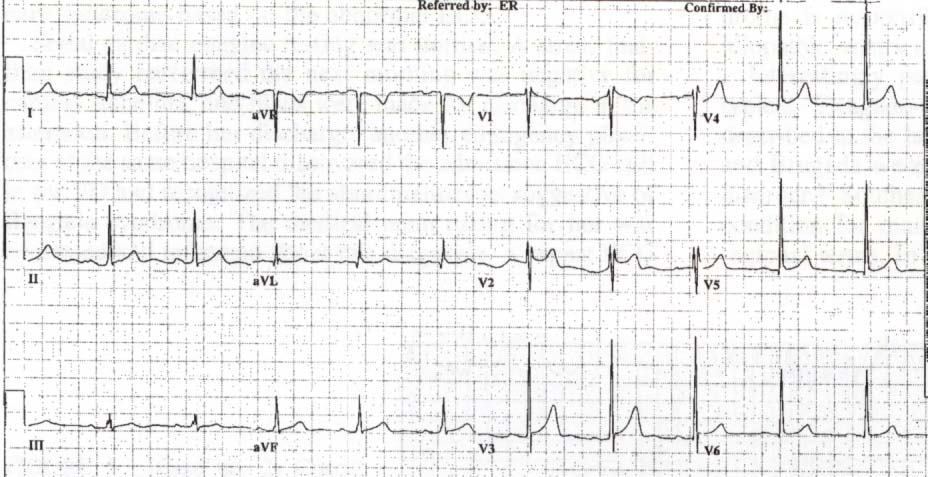 Referred by: ER Confirmed By:
I aVR V1 V4
II aVL V2 V5
III aVF V3 V6